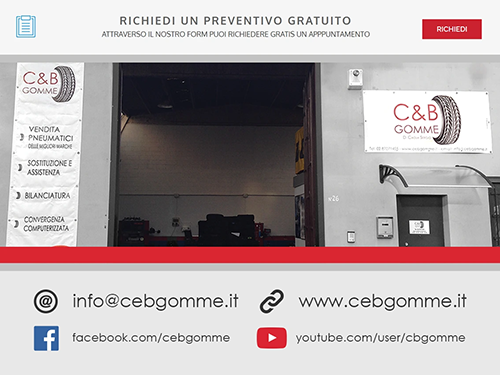 RICHIEDI UN PREVENTIVO GRATUITO
ATTRAVERSO IL NOSTRO FORM PUOI RICHIEDERE GRATIS UN APPPUNTAMENTO
RICHIEDI
C&B
GOMME
VENDITA
PNEUMATICI
DELLE MIGLIORI MARCHE
SOSTITUZIONE E
ASSISTENZA
BILANCIATURA
CONVERGENZA
COMPUTERIZZATA
C&B
GOMME
info@cebgomme.it
www.cebgomme.it
facebook.com/cebgomme
youtube.com/user/cbgomme